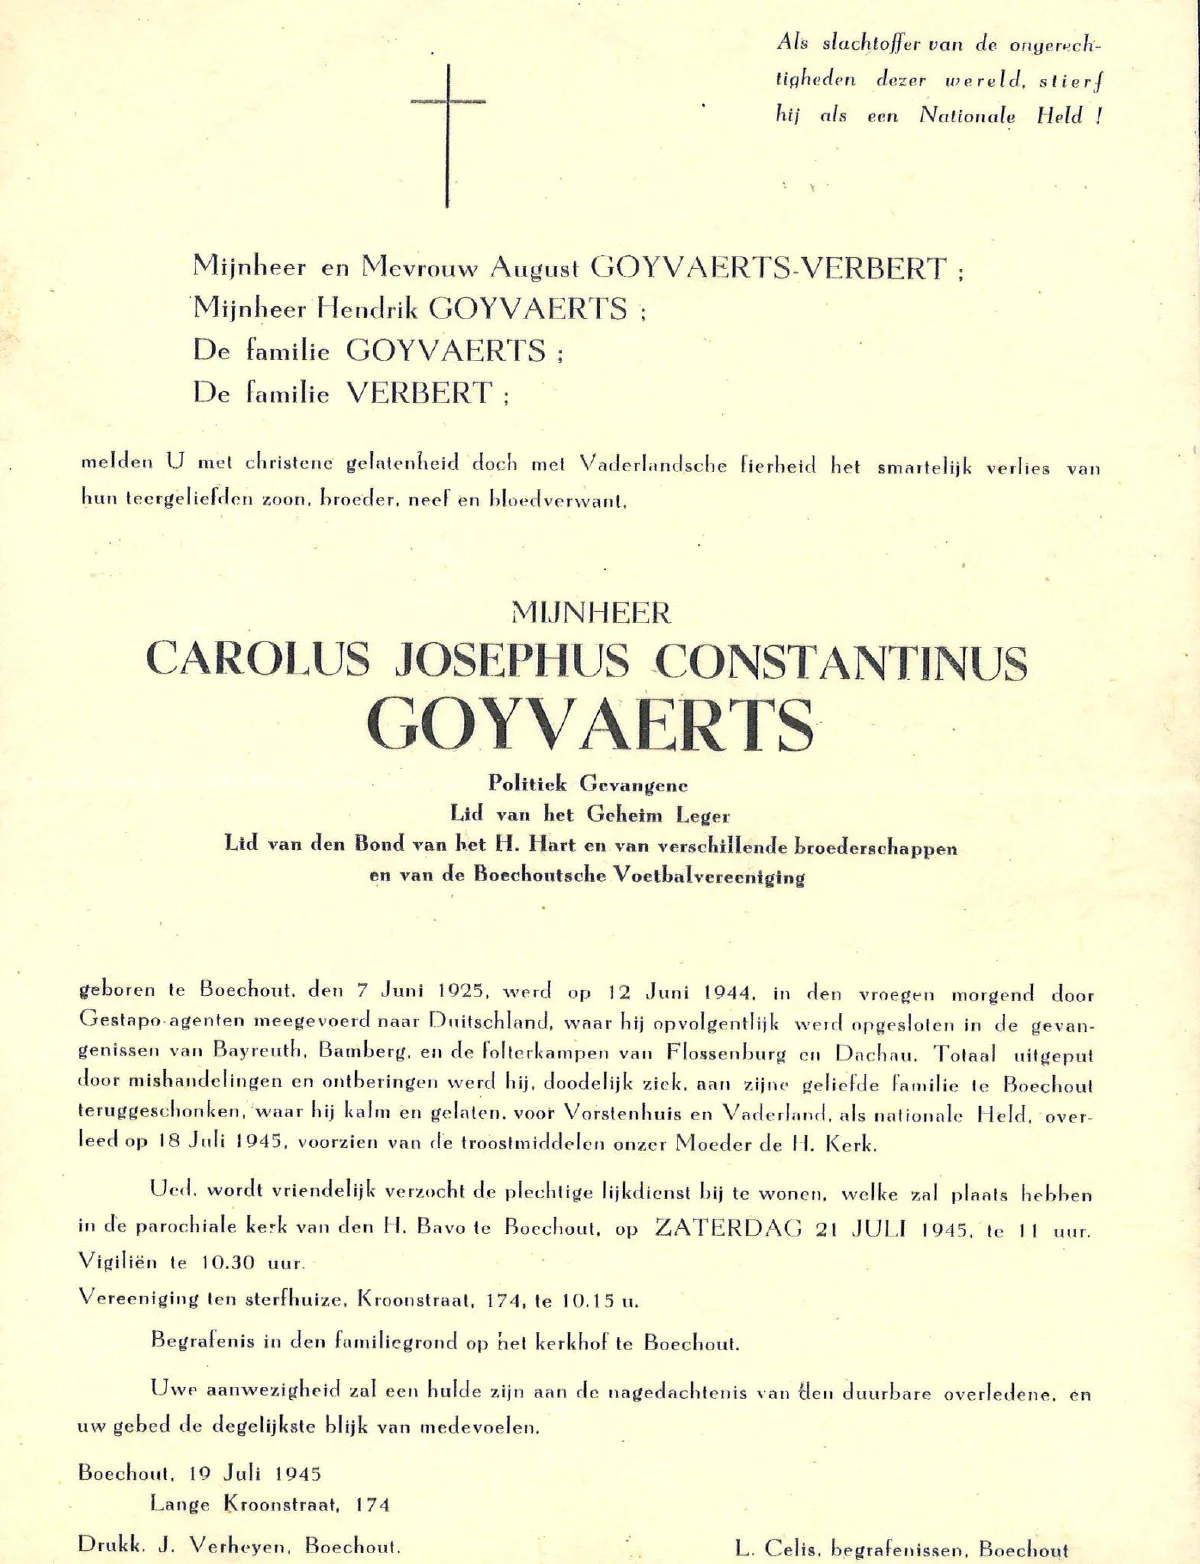 Als slachtoffer van de ongerech-
tigheden dezer wereld, stierf
hij als een Nationale Held !
Mijnheer en Mevrouw August GOYVAERTS-VERBERT ;
Mijnheer Hendrik GOYVAERTS ;
De familie GOYVAERTS ;
De familie VERBERT ;
melden U met christene gelatenheid doch met Vaderlandsche fierheid het smartelijk verlies van
hun teergeliefden zoon, broeder, neef en bloedverwant,
MIJNHEER
CAROLUS JOSEPHUS CONSTANTINUS
GOYVAERTS
Politiek Gevangene
Lid van het Geheim Leger
Lid van den Bond van het H. Hart en van verschillende broederschappen
en van de Boechoutsche Voetbalvereeniging
geboren te Boechout, den 7 Juni 1925, werd op 12 Juni 1944, in den vroegen morgend door
Gestapo-agenten meegevoerd naar Duitschland, waar hij opvolgentlijk werd opgesloten in de gevan-
genissen van Bayreuth, Bamberg, en de folterkampen van Flossenburg en Dachau. Totaal uitgeput
door mishandelingen en ontberingen werd hij, doodelijk ziek, aan zijne geliefde familie te Boechout
teruggeschonken, waar hij kalm en gelaten, voor Vorstenhuis en Vaderland, als nationale Held, over-
leed op 18 Juli 1945, voorzien van de troostmiddelen onzer Moeder de H. Kerk.
Ued. wordt vriendelijk verzocht de plechtige lijkdienst bij te wonen, welke zal plaats hebben
in de parochiale kerk van den H. Bavo te Boechout, op ZATERDAG 21 JULI 1945, te 11 uur.
Vigiliën te 10.30 uur.
Vereeniging ten sterfhuize, Kroonstraat, 174, te 10.15 u.
Begrafenis in den familiegrond op het kerkhof te Boechout.
Uwe aanwezigheid zal een hulde zijn aan de nagedachtenis van den duurbare overledene, en
uw gebed de degelijkste blijk van medevoelen.
Boechout, 19 Juli 1945
Lange Kroonstraat, 174
Drukk. J. Verheyen, Boechout.
L. Celis, begrafenissen, Boechout